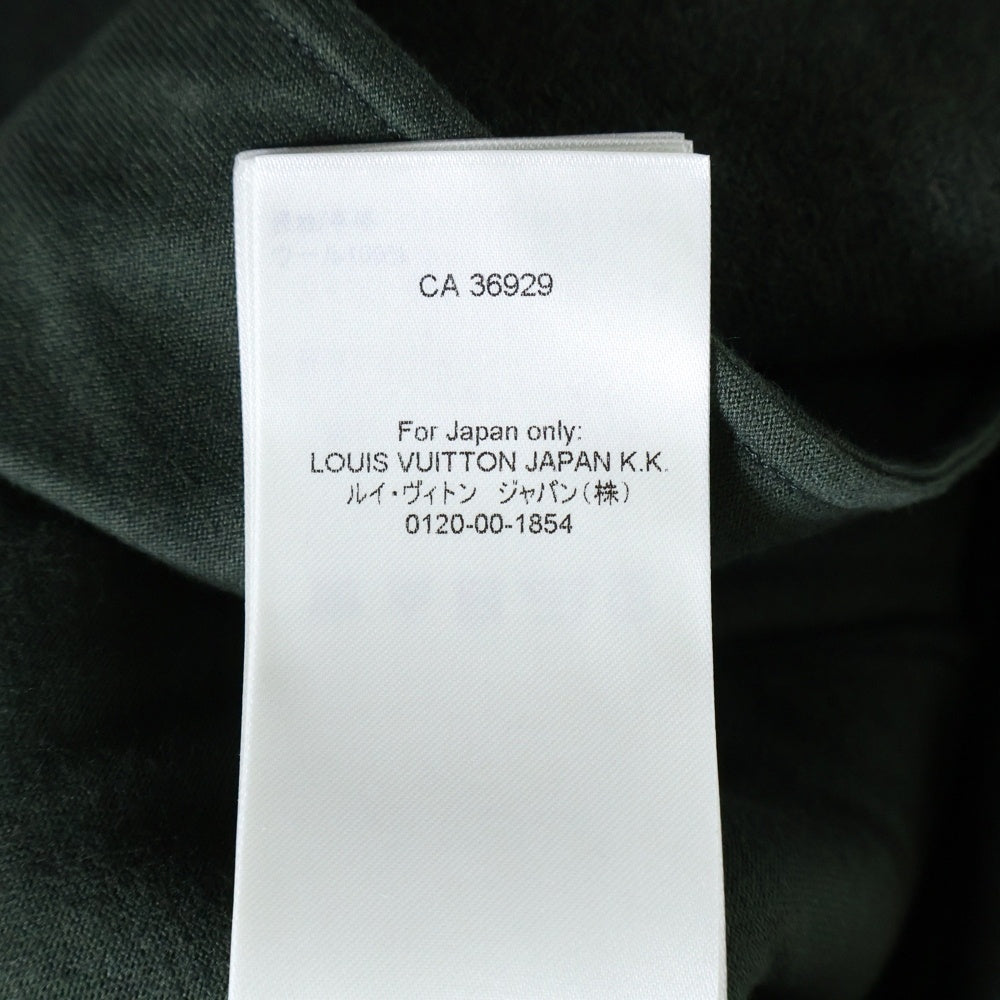 CA 36929
For Japan only:
LOUIS VUITTON JAPAN K.K.
ルイ・ヴィトン ジャパン(株)
0120-00-1854